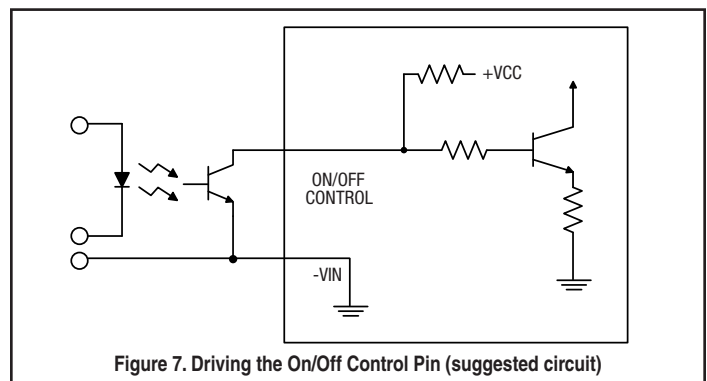 +VCC
ON/OFF
CONTROL
-VIN
Figure 7. Driving the On/Off Control Pin (suggested circuit)